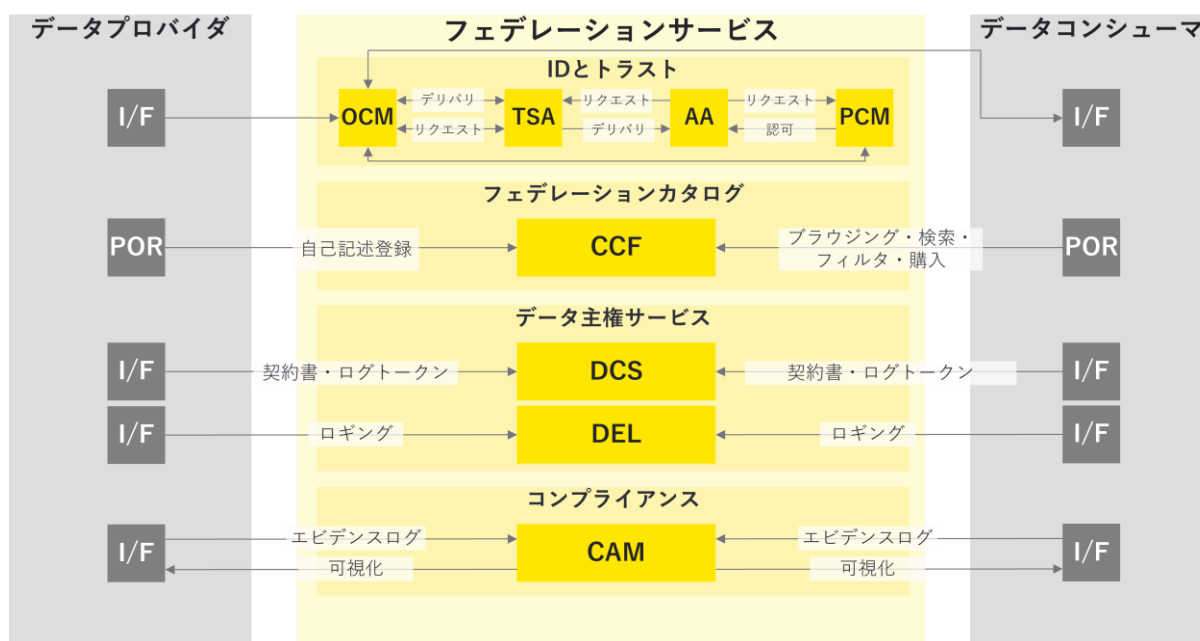 データプロバイダ
フェデレーションサービス
データコンシューマ
IDとトラスト
I/F
OCM
デリバリ
リクエスト
TSA
リクエスト
デリバリ
AA
リクエスト
認可
PCM
I/F
フェデレーションカタログ
POR
自己記述登録
CCF
ブラウジング・検索・
フィルタ・購入
POR
データ主権サービス
I/F
契約書・ログトークン
DCS
契約書・ログトークン
I/F
I/F
ロギング
DEL
ロギング
I/F
コンプライアンス
I/F
エビデンスログ
可視化
CAM
エビデンスログ
可視化
I/F